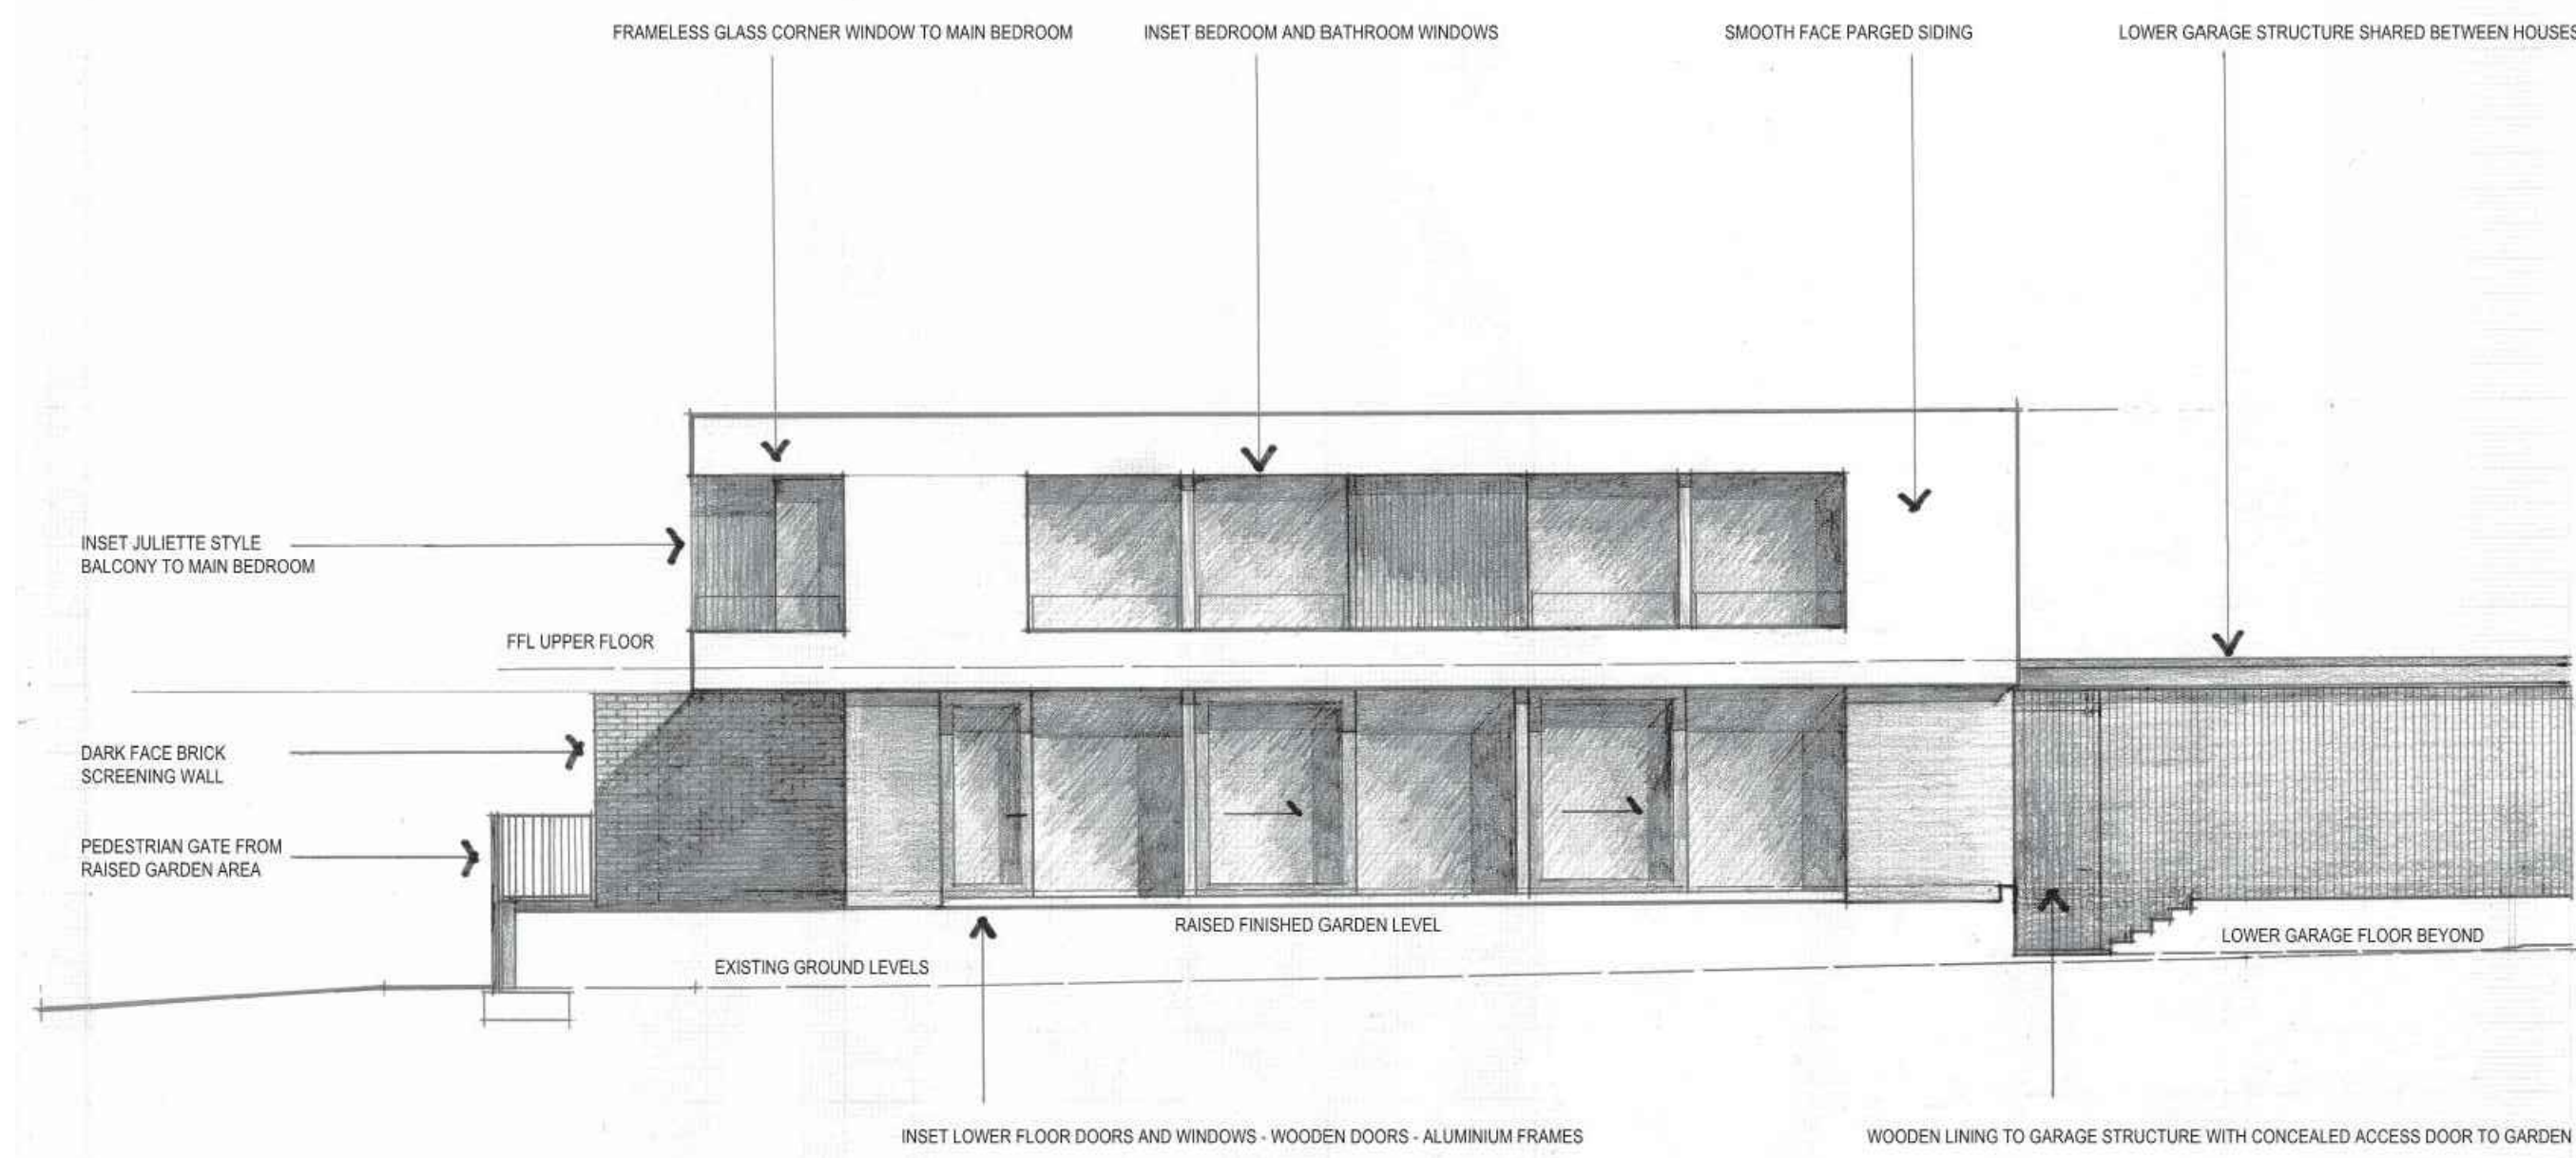 FRAMELESS GLASS CORNER WINDOW TO MAIN BEDROOM
INSET BEDROOM AND BATHROOM WINDOWS
SMOOTH FACE PARGED SIDING
LOWER GARAGE STRUCTURE SHARED BETWEEN HOUSES
INSET JULIETTE STYLE
BALCONY TO MAIN BEDROOM
FFL UPPER FLOOR
DARK FACE BRICK
SCREENING WALL
PEDESTRIAN GATE FROM
RAISED GARDEN AREA
RAISED FINISHED GARDEN LEVEL
LOWER GARAGE FLOOR BEYOND
EXISTING GROUND LEVELS
INSET LOWER FLOOR DOORS AND WINDOWS - WOODEN DOORS - ALUMINIUM FRAMES
WOODEN LINING TO GARAGE STRUCTURE WITH CONCEALED ACCESS DOOR TO GARDEN